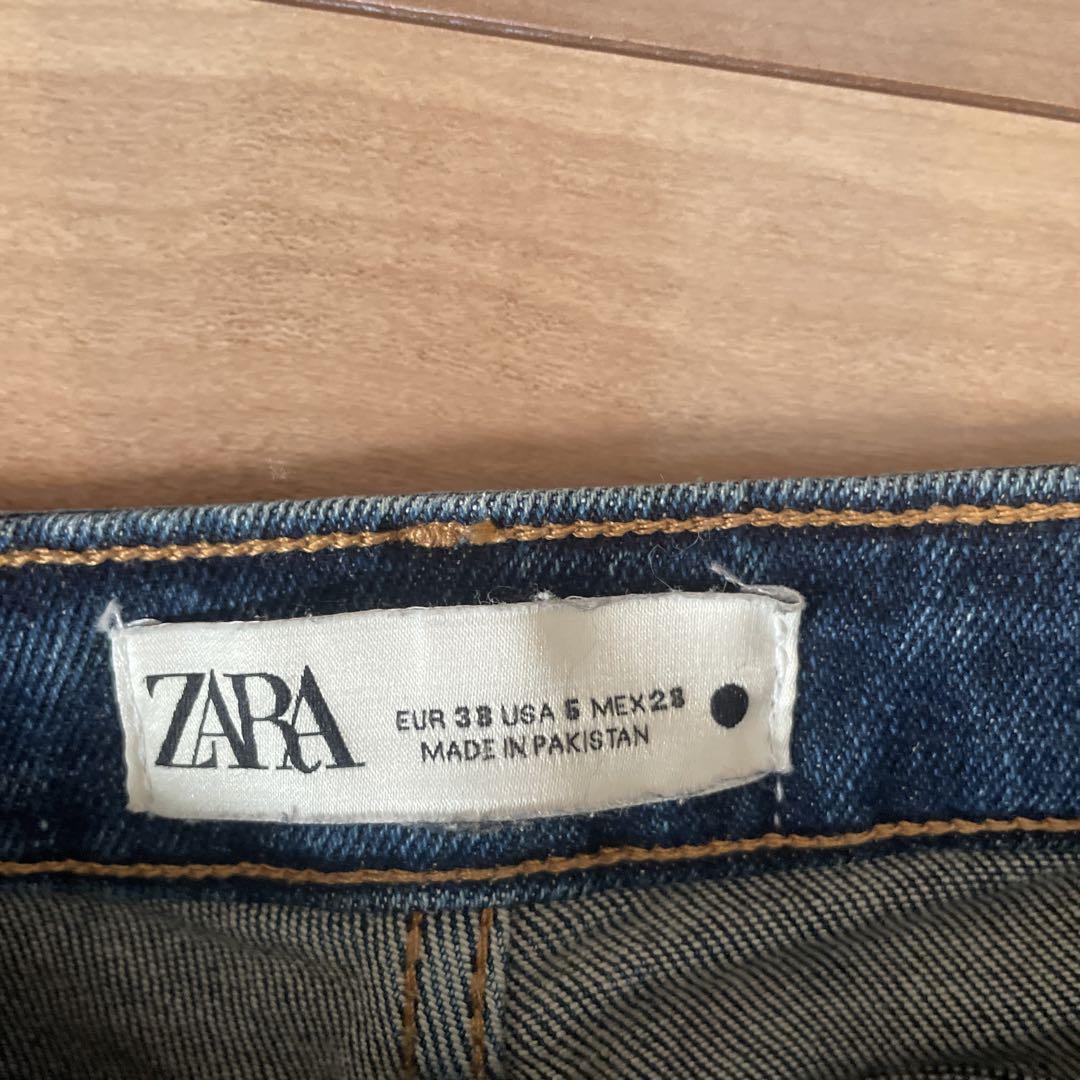 ZARA
EUR 38 USA 6 MEX 28
MADE IN PAKISTAN